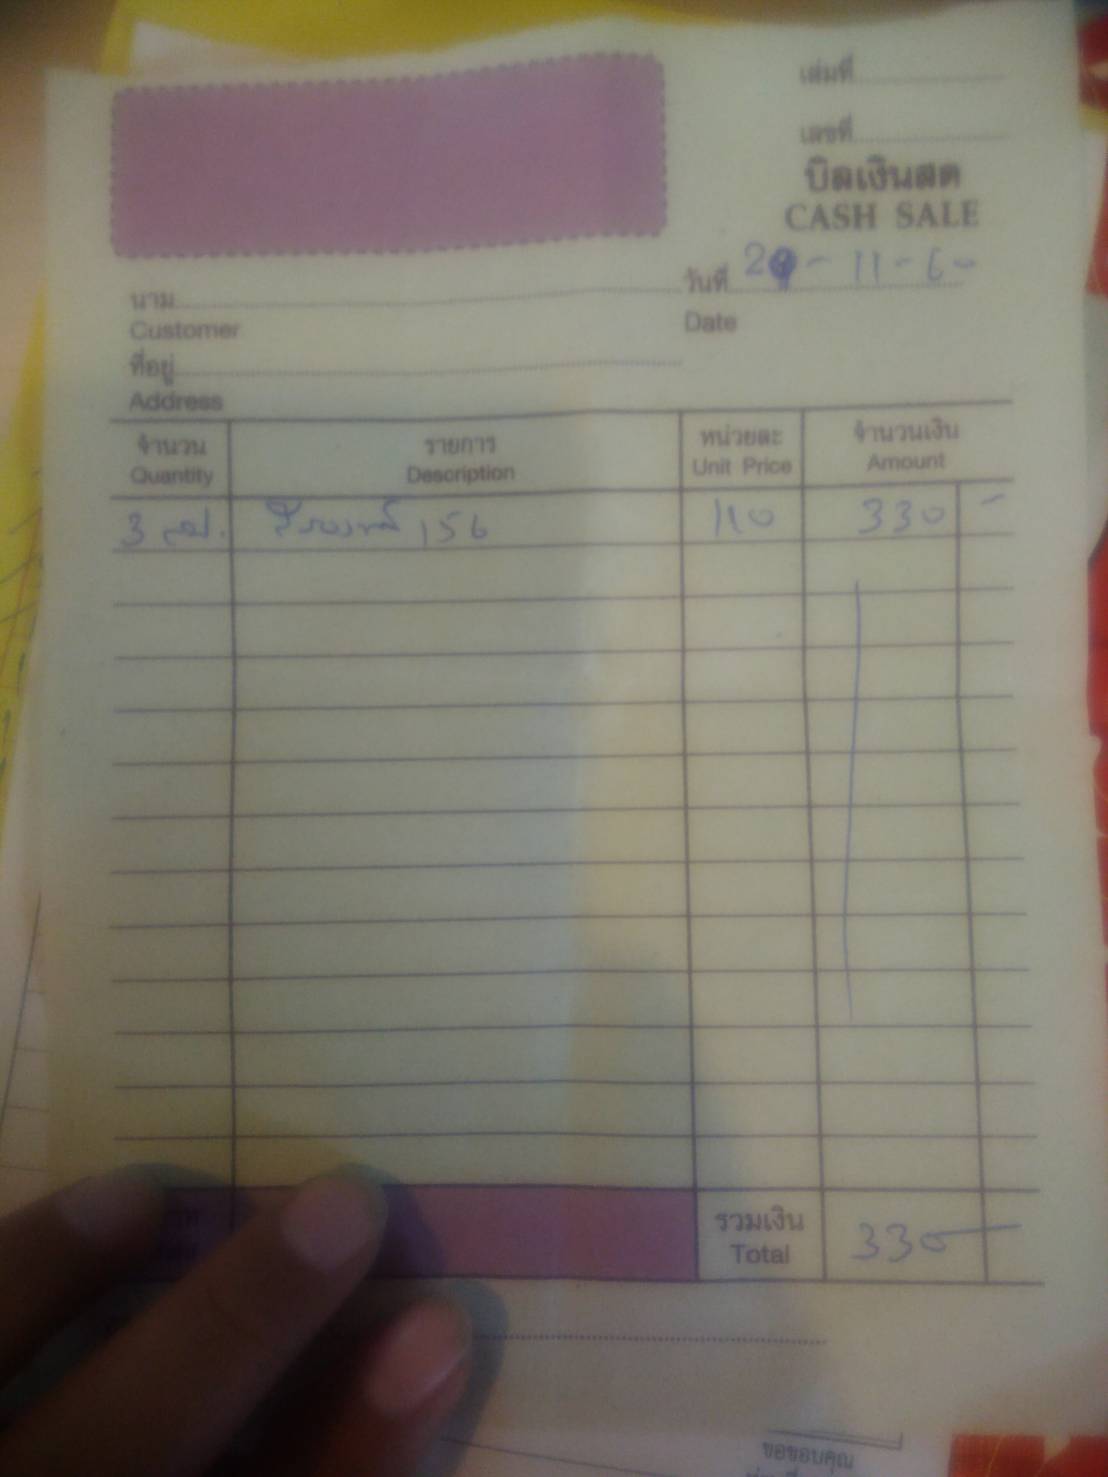 เล่มที่
เลขที่
บิลเงินสด
CASH SALE
วันที่ 29-11-60
Date
นาม
Customer
ที่อยู่
Address
จำนวน รายการ หน่วยละ จำนวนเงิน
Quantity Description Unit Price Amount
3 156 110 330 -
รวมเงิน 330 -
Total
ขอขอบคุณ